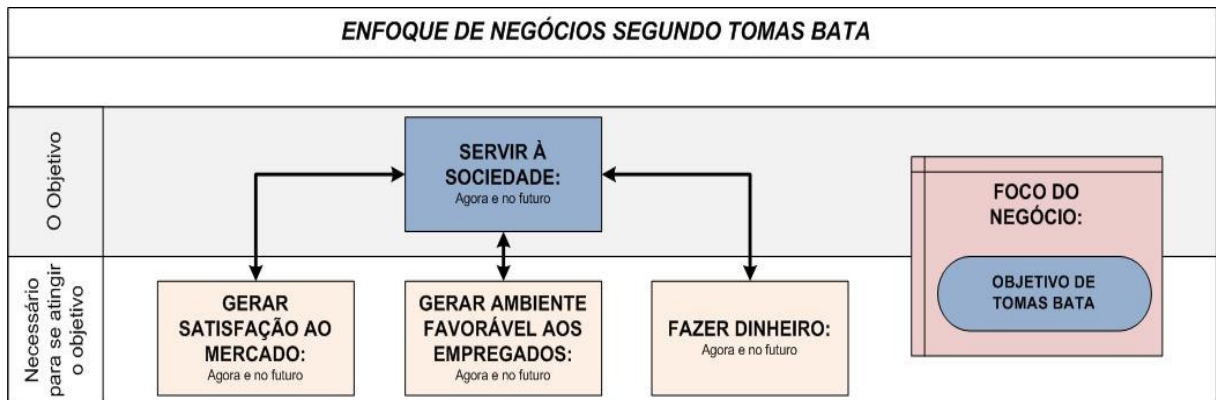 ENFOQUE DE NEGÓCIOS SEGUNDO TOMAS BATA
O Objetivo
SERVIR À
SOCIEDADE:
Agora e no futuro
FOCO DO
NEGÓCIO:
OBJETIVO DE
TOMAS BATA
Necessário
para se atingir
o objetivo
GERAR
SATISFAÇÃO AO
MERCADO:
Agora e no futuro
GERAR AMBIENTE
FAVORÁVEL AOS
EMPREGADOS:
Agora e no futuro
FAZER DINHEIRO:
Agora e no futuro